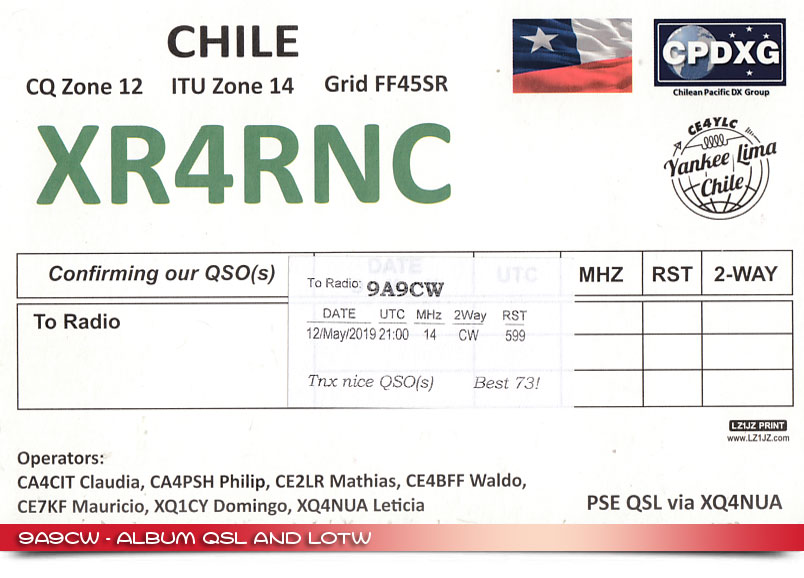 CHILE
CQ Zone 12 ITU Zone 14 Grid FF45SR
CPDXG
Chilean Pacific DX Group
XR4RNC
CE4YLC
Yankee Lima
Chile
Confirming our QSO(s) DATE UTC MHZ RST 2-WAY
To Radio
To Radio: 9A9CW
DATE UTC MHz 2Way RST
12/May/2019 21:00 14 CW 599
Tnx nice QSO(s) Best 73!
LZ1JZ PRINT
www.LZ1JZ.com
Operators:
CA4CIT Claudia, CA4PSH Philip, CE2LR Mathias, CE4BFF Waldo,
CE7KF Mauricio, XQ1CY Domingo, XQ4NUA Leticia
PSE QSL via XQ4NUA
9A9CW - ALBUM QSL AND LOTW